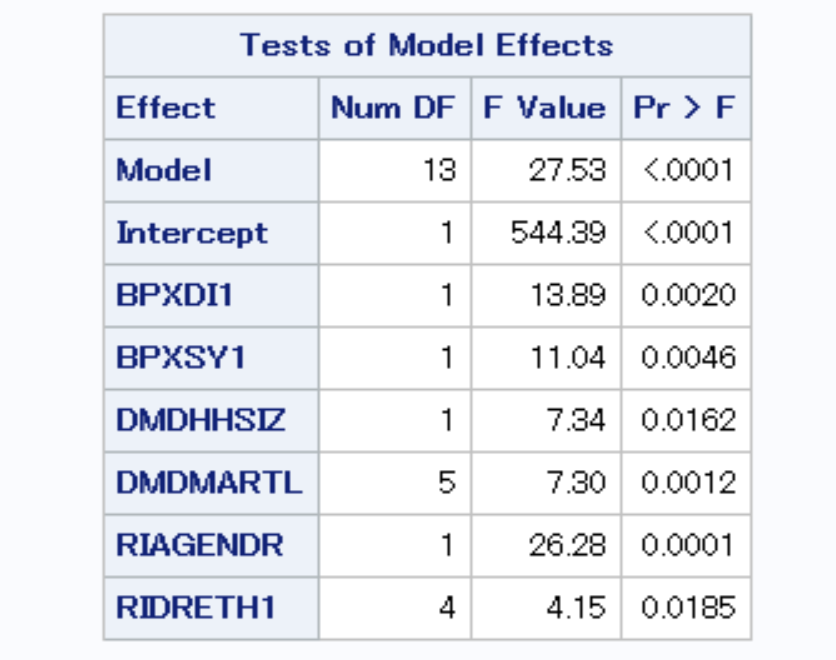 Tests of Model Effects
Effect Num DF F Value Pr > F
Model 13 27.53 <.0001
Intercept 1 544.39 <.0001
BPXDI1 1 13.89 0.0020
BPXSY1 1 11.04 0.0046
DMDHHSIZ 1 7.34 0.0162
DMDMARTL 5 7.30 0.0012
RIAGENDR 1 26.28 0.0001
RIDRETH1 4 4.15 0.0185